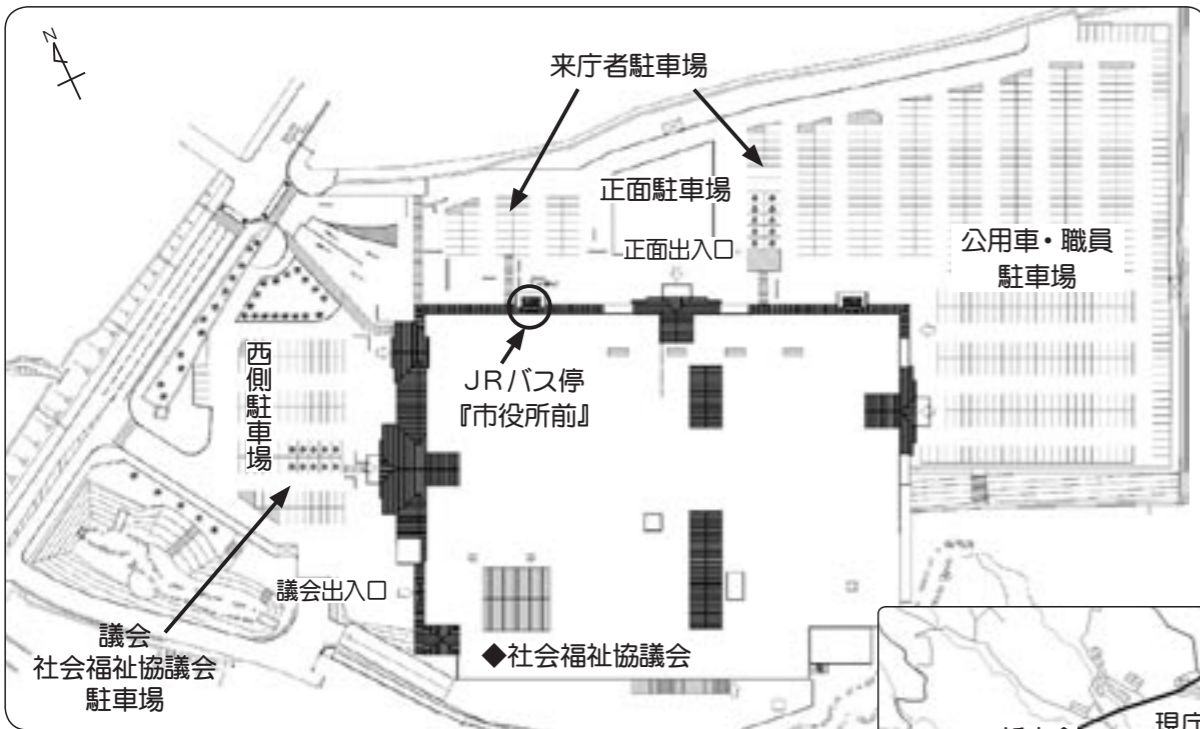 N
来庁者駐車場
正面駐車場
正面出入口
公用車・職員
駐車場
JRバス停
『市役所前』
西側駐車場
議会出入口
議会
社会福祉協議会
駐車場
◆社会福祉協議会
現庁